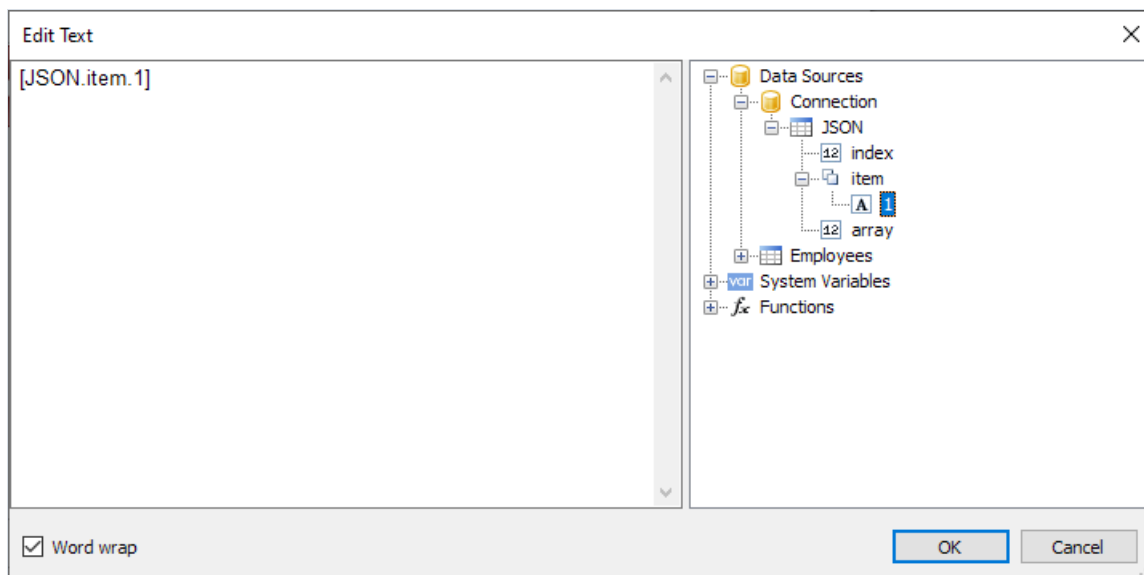 Edit Text
[JSON.item.1]
Data Sources
Connection
JSON
12 index
item
A 1
12 array
Employees
var System Variables
fx Functions
Word wrap
OK
Cancel